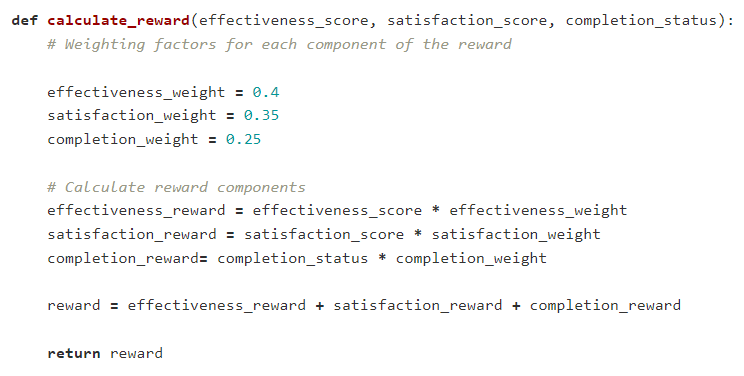 def calculate_reward(effectiveness_score, satisfaction_score, completion_status):
    # Weighting factors for each component of the reward

    effectiveness_weight = 0.4
    satisfaction_weight = 0.35
    completion_weight = 0.25

    # Calculate reward components
    effectiveness_reward = effectiveness_score * effectiveness_weight
    satisfaction_reward = satisfaction_score * satisfaction_weight
    completion_reward= completion_status * completion_weight

    reward = effectiveness_reward + satisfaction_reward + completion_reward

    return reward